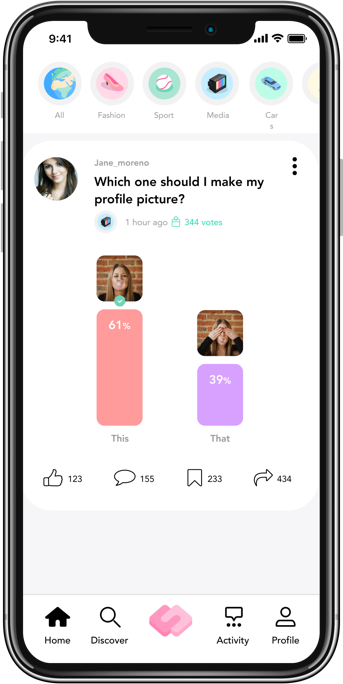 9:41
All
Fashion
Sport
Media
Car
s
Jane_moreno
Which one should I make my
profile picture?
1 hour ago
344 votes
61%
39%
This
That
123
155
233
434
Home
Discover
Activity
Profile